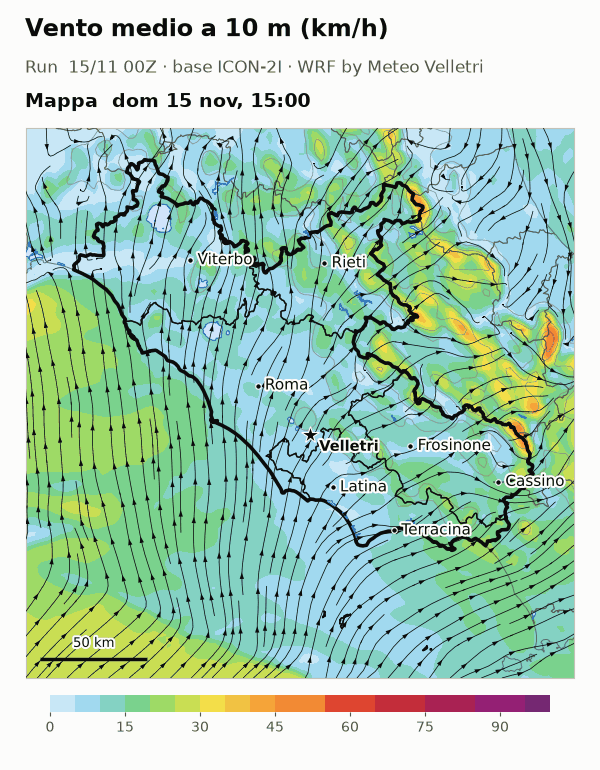 Vento medio a 10 m (km/h)
Run 15/11 00Z · base ICON-2I · WRF by Meteo Velletri
Mappa dom 15 nov, 15:00
Viterbo
Rieti
Roma
Velletri
Frosinone
Latina
Cassino
Terracina
50 km
0 15 30 45 60 75 90